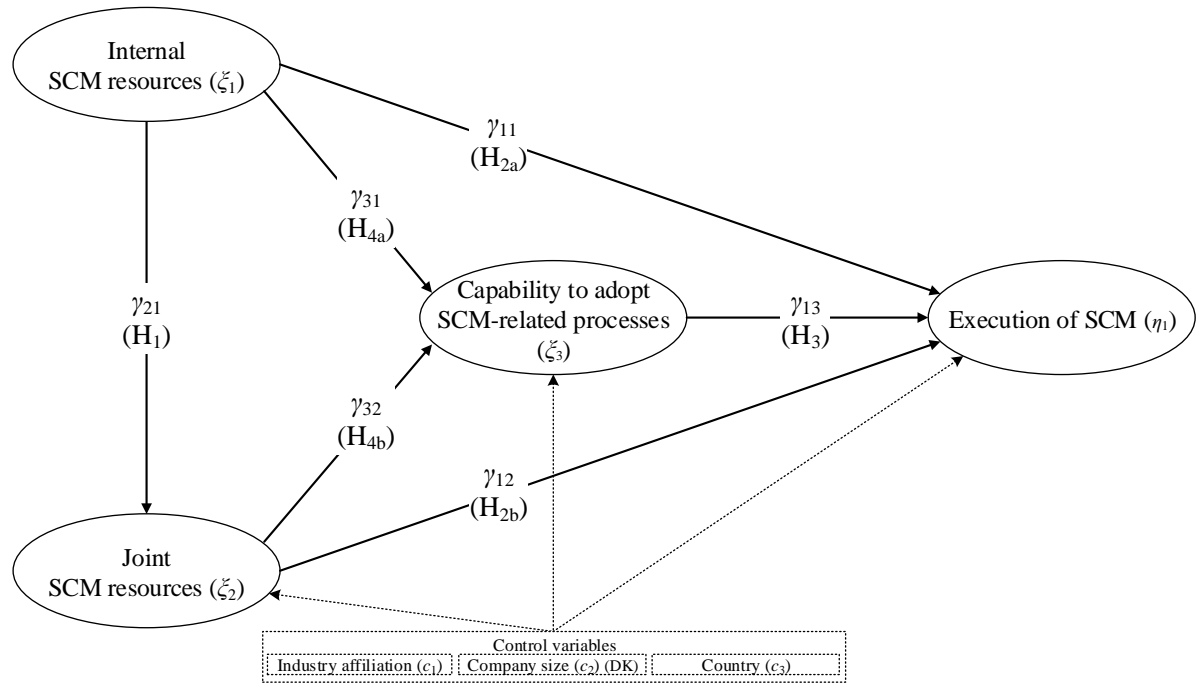 Internal
SCM resources (ξ1)
γ11
(H2a)
γ31
(H4a)
γ21
(H1)
Capability to adopt
SCM-related processes
(ξ3)
γ13
(H3)
Execution of SCM (η1)
γ32
(H4b)
γ12
(H2b)
Joint
SCM resources (ξ2)
Control variables
Industry affiliation (c1)
Company size (c2) (DK)
Country (c3)